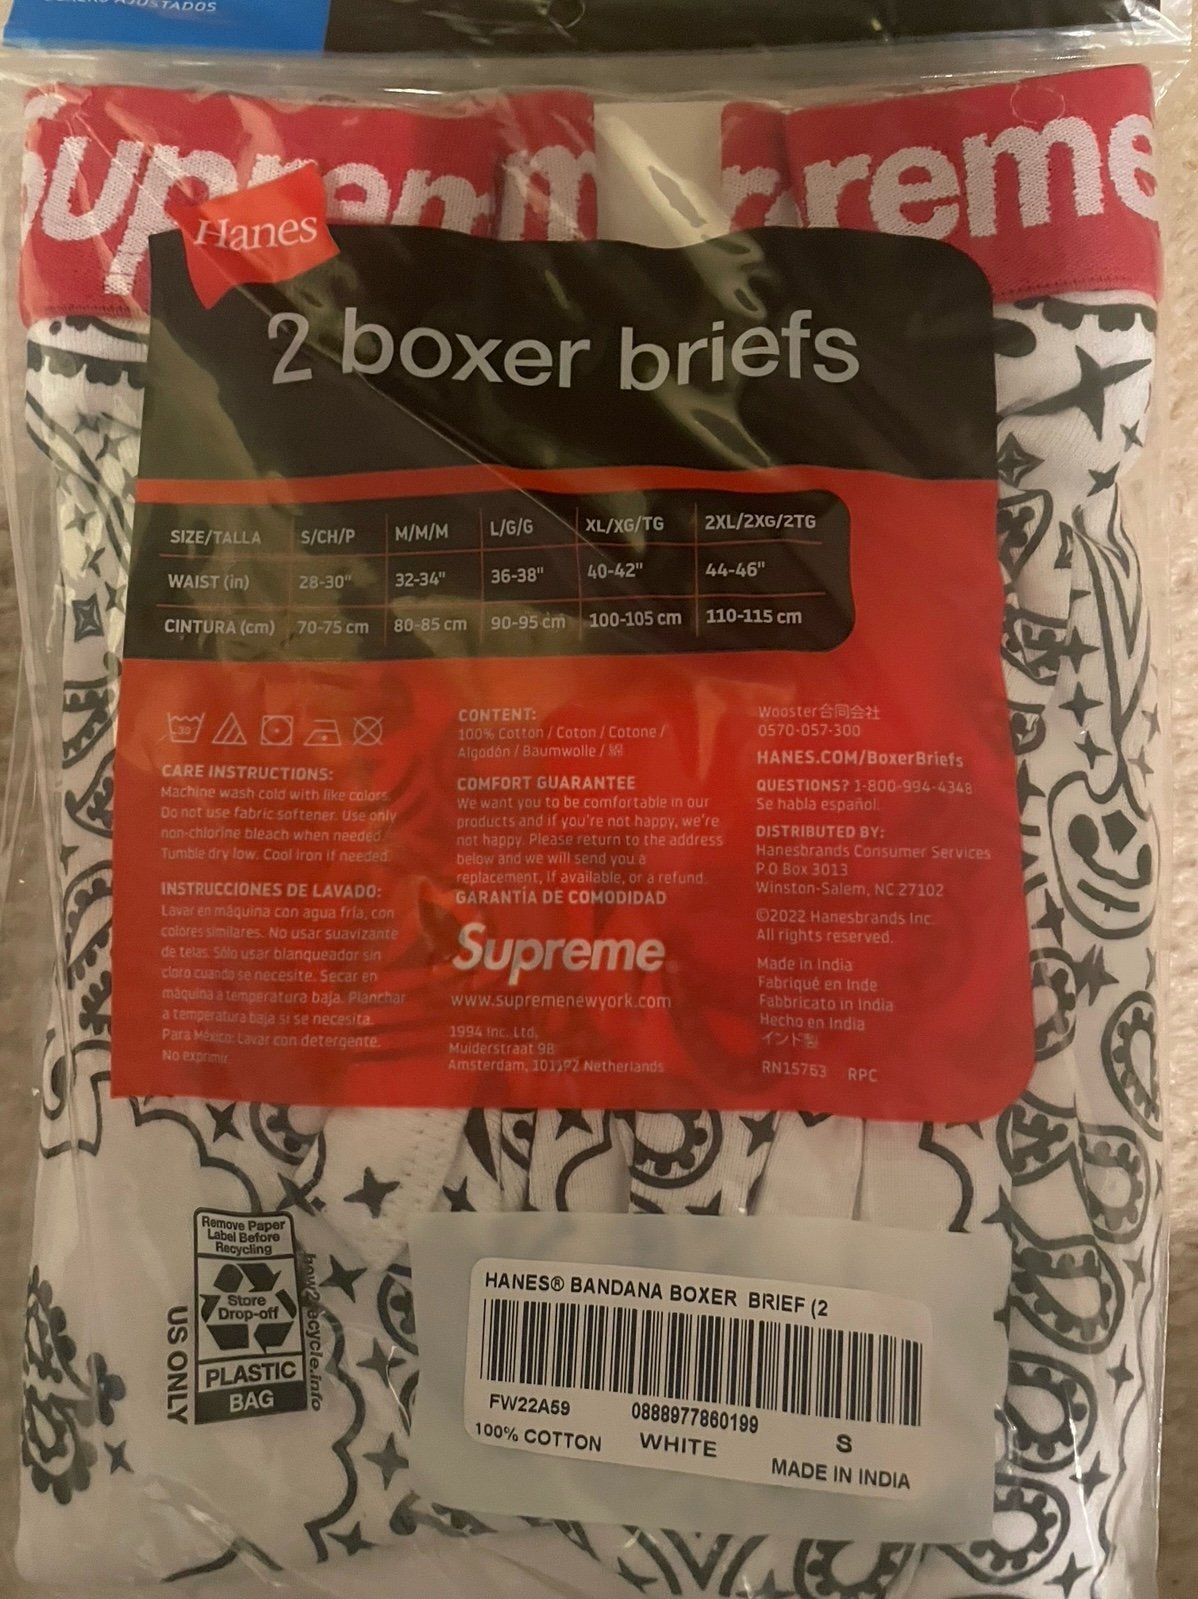 AJUSTADOS
Supreme
Hanes
2 boxer briefs
SIZE/TALLA S/CH/P M/M/M L/G/G XL/XG/TG 2XL/2XG/2TG
WAIST (in) 28-30" 32-34" 36-38" 40-42" 44-46"
CINTURA (cm) 70-75 cm 80-85 cm 90-95 cm 100-105 cm 110-115 cm
30
CARE INSTRUCTIONS:
Machine wash cold with like colors.
Do not use fabric softener. Use only
non-chlorine bleach when needed.
Tumble dry low. Cool iron if needed.
INSTRUCCIONES DE LAVADO:
Lavar en máquina con agua fría, con
colores similares. No usar suavizante
de telas. Sólo usar blanqueador sin
cloro cuando se necesite. Secar en
máquina a temperatura baja. Planchar
a temperatura baja si se necesita.
Para México: Lavar con detergente.
No exprimir.
CONTENT:
100% Cotton / Coton / Cotone /
Algodón / Baumwolle / 綿
COMFORT GUARANTEE
We want you to be comfortable in our
products and if you're not happy, we're
not happy. Please return to the address
below and we will send you a
replacement, if available, or a refund.
GARANTÍA DE COMODIDAD
Supreme
www.supremenewyork.com
1994 Inc. Ltd.
Muiderstraat 9B
Amsterdam, 1011PZ Netherlands
Wooster合同会社
0570-057-300
HANES.COM/BoxerBriefs
QUESTIONS? 1-800-994-4348
Se habla español.
DISTRIBUTED BY:
Hanesbrands Consumer Services
P.O Box 3013
Winston-Salem, NC 27102
©2022 Hanesbrands Inc.
All rights reserved.
Made in India
Fabriqué en Inde
Fabbricato in India
Hecho en India
インド製
RN15763 RPC
Remove Paper
Label Before
Recycling
Store
Drop-off
PLASTIC
BAG
US ONLY
how2recycle.info
HANES® BANDANA BOXER BRIEF (2
FW22A59 0888977860199 S
100% COTTON WHITE MADE IN INDIA